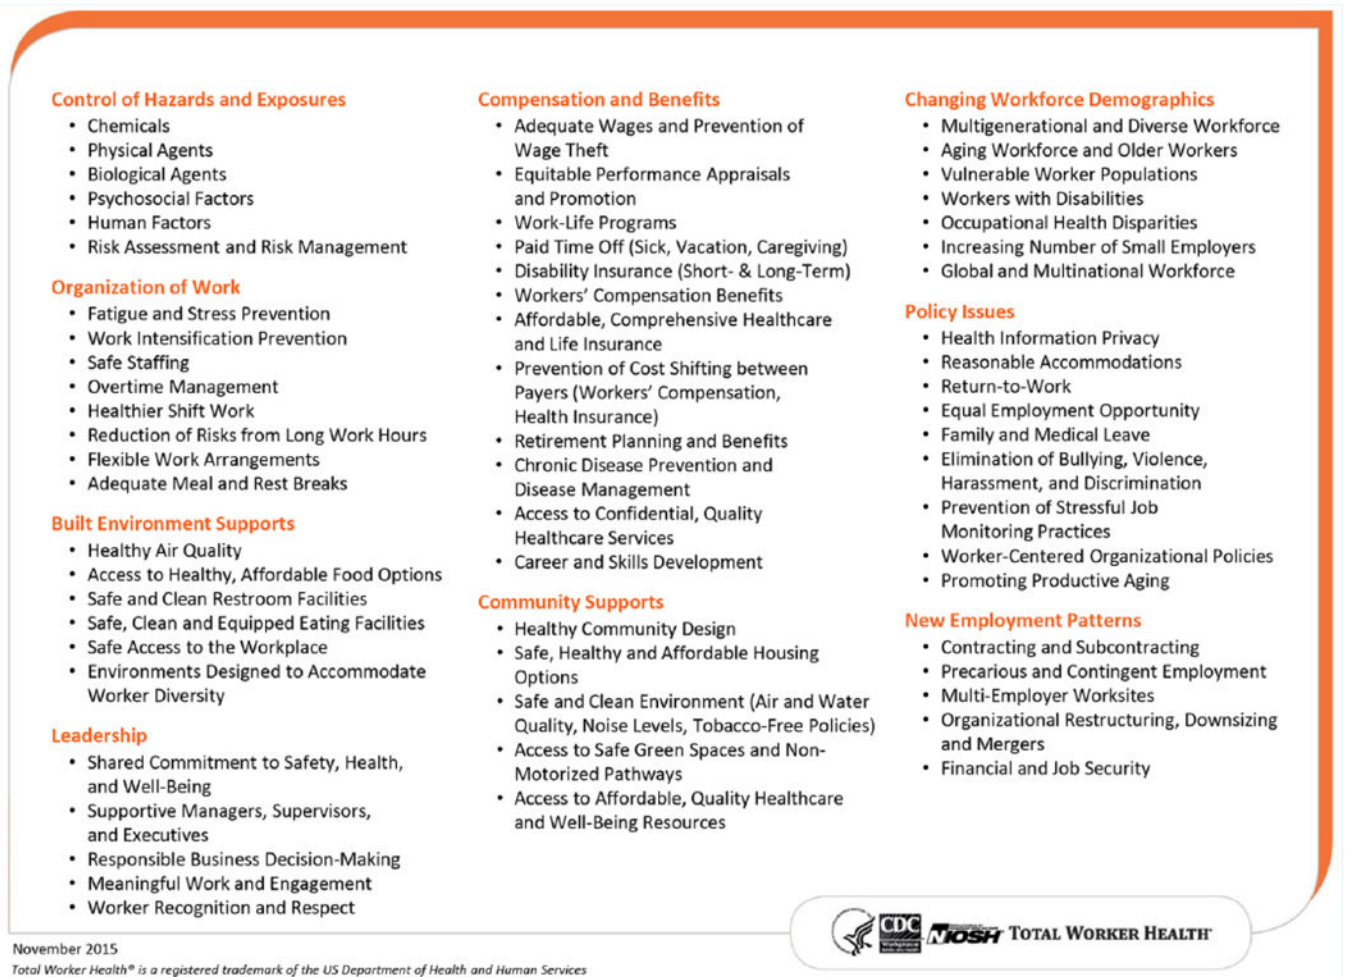 Control of Hazards and Exposures
• Chemicals
• Physical Agents
• Biological Agents
• Psychosocial Factors
• Human Factors
• Risk Assessment and Risk Management
Organization of Work
• Fatigue and Stress Prevention
• Work Intensification Prevention
• Safe Staffing
• Overtime Management
• Healthier Shift Work
• Reduction of Risks from Long Work Hours
• Flexible Work Arrangements
• Adequate Meal and Rest Breaks
Built Environment Supports
• Healthy Air Quality
• Access to Healthy, Affordable Food Options
• Safe and Clean Restroom Facilities
• Safe, Clean and Equipped Eating Facilities
• Safe Access to the Workplace
• Environments Designed to Accommodate
Worker Diversity
Leadership
• Shared Commitment to Safety, Health,
and Well-Being
• Supportive Managers, Supervisors,
and Executives
• Responsible Business Decision-Making
• Meaningful Work and Engagement
• Worker Recognition and Respect
Compensation and Benefits
• Adequate Wages and Prevention of
Wage Theft
• Equitable Performance Appraisals
and Promotion
• Work-Life Programs
• Paid Time Off (Sick, Vacation, Caregiving)
• Disability Insurance (Short- & Long-Term)
• Workers' Compensation Benefits
• Affordable, Comprehensive Healthcare
and Life Insurance
• Prevention of Cost Shifting between
Payers (Workers' Compensation,
Health Insurance)
• Retirement Planning and Benefits
• Chronic Disease Prevention and
Disease Management
• Access to Confidential, Quality
Healthcare Services
• Career and Skills Development
Community Supports
• Healthy Community Design
• Safe, Healthy and Affordable Housing
Options
• Safe and Clean Environment (Air and Water
Quality, Noise Levels, Tobacco-Free Policies)
• Access to Safe Green Spaces and Non-
Motorized Pathways
• Access to Affordable, Quality Healthcare
and Well-Being Resources
Changing Workforce Demographics
• Multigenerational and Diverse Workforce
• Aging Workforce and Older Workers
• Vulnerable Worker Populations
• Workers with Disabilities
• Occupational Health Disparities
• Increasing Number of Small Employers
• Global and Multinational Workforce
Policy Issues
• Health Information Privacy
• Reasonable Accommodations
• Return-to-Work
• Equal Employment Opportunity
• Family and Medical Leave
• Elimination of Bullying, Violence,
Harassment, and Discrimination
• Prevention of Stressful Job
Monitoring Practices
• Worker-Centered Organizational Policies
• Promoting Productive Aging
New Employment Patterns
• Contracting and Subcontracting
• Precarious and Contingent Employment
• Multi-Employer Worksites
• Organizational Restructuring, Downsizing
and Mergers
• Financial and Job Security
CDC NIOSH TOTAL WORKER HEALTH
November 2015
Total Worker Health® is a registered trademark of the US Department of Health and Human Services